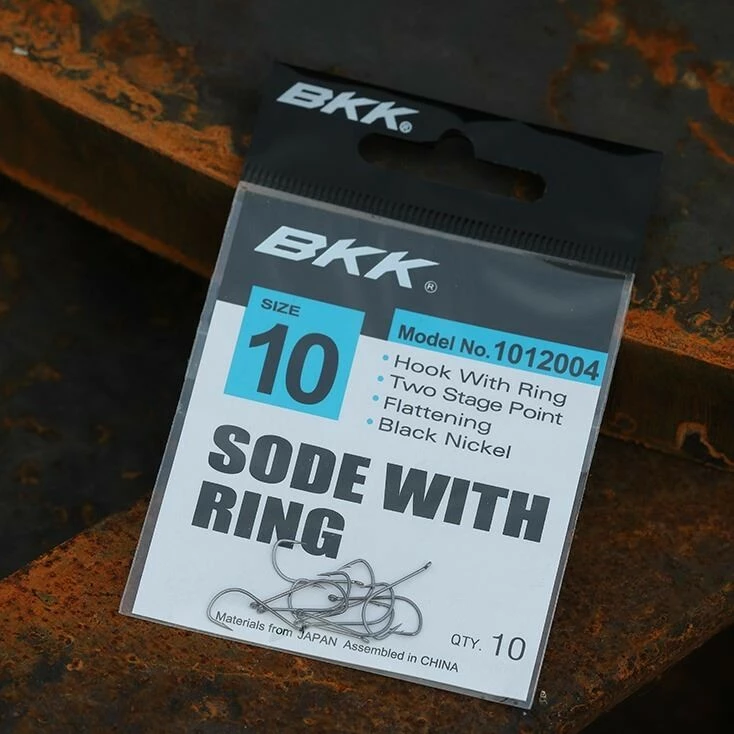 BKK®
BKK®
SIZE
10
Model No. 1012004
• Hook With Ring
• Two Stage Point
• Flattening
• Black Nickel
SODE WITH
RING
Materials from JAPAN Assembled in CHINA
QTY. 10